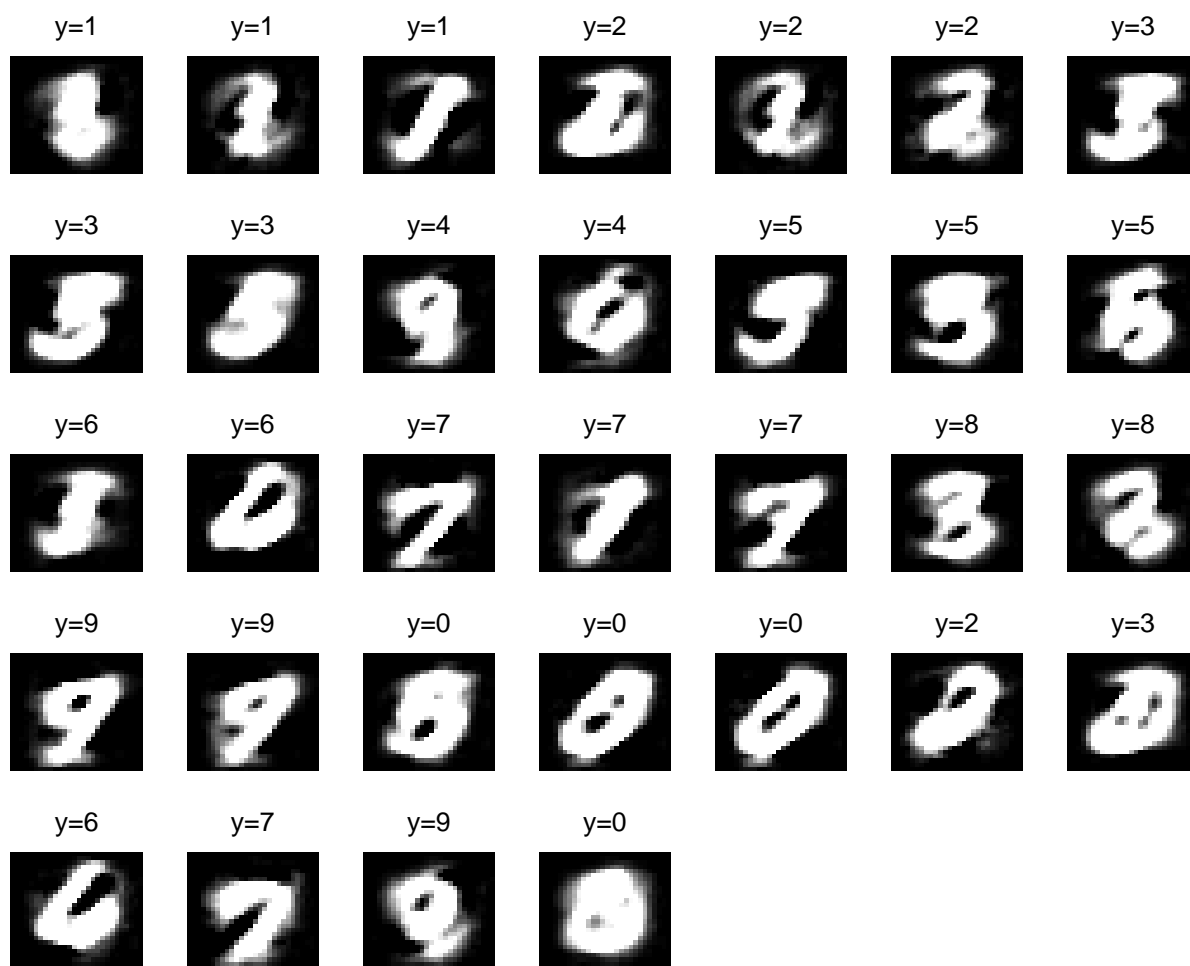 y=1 y=1 y=1 y=2 y=2 y=2 y=3
y=3 y=3 y=4 y=4 y=5 y=5 y=5
y=6 y=6 y=7 y=7 y=7 y=8 y=8
y=9 y=9 y=0 y=0 y=0 y=2 y=3
y=6 y=7 y=9 y=0